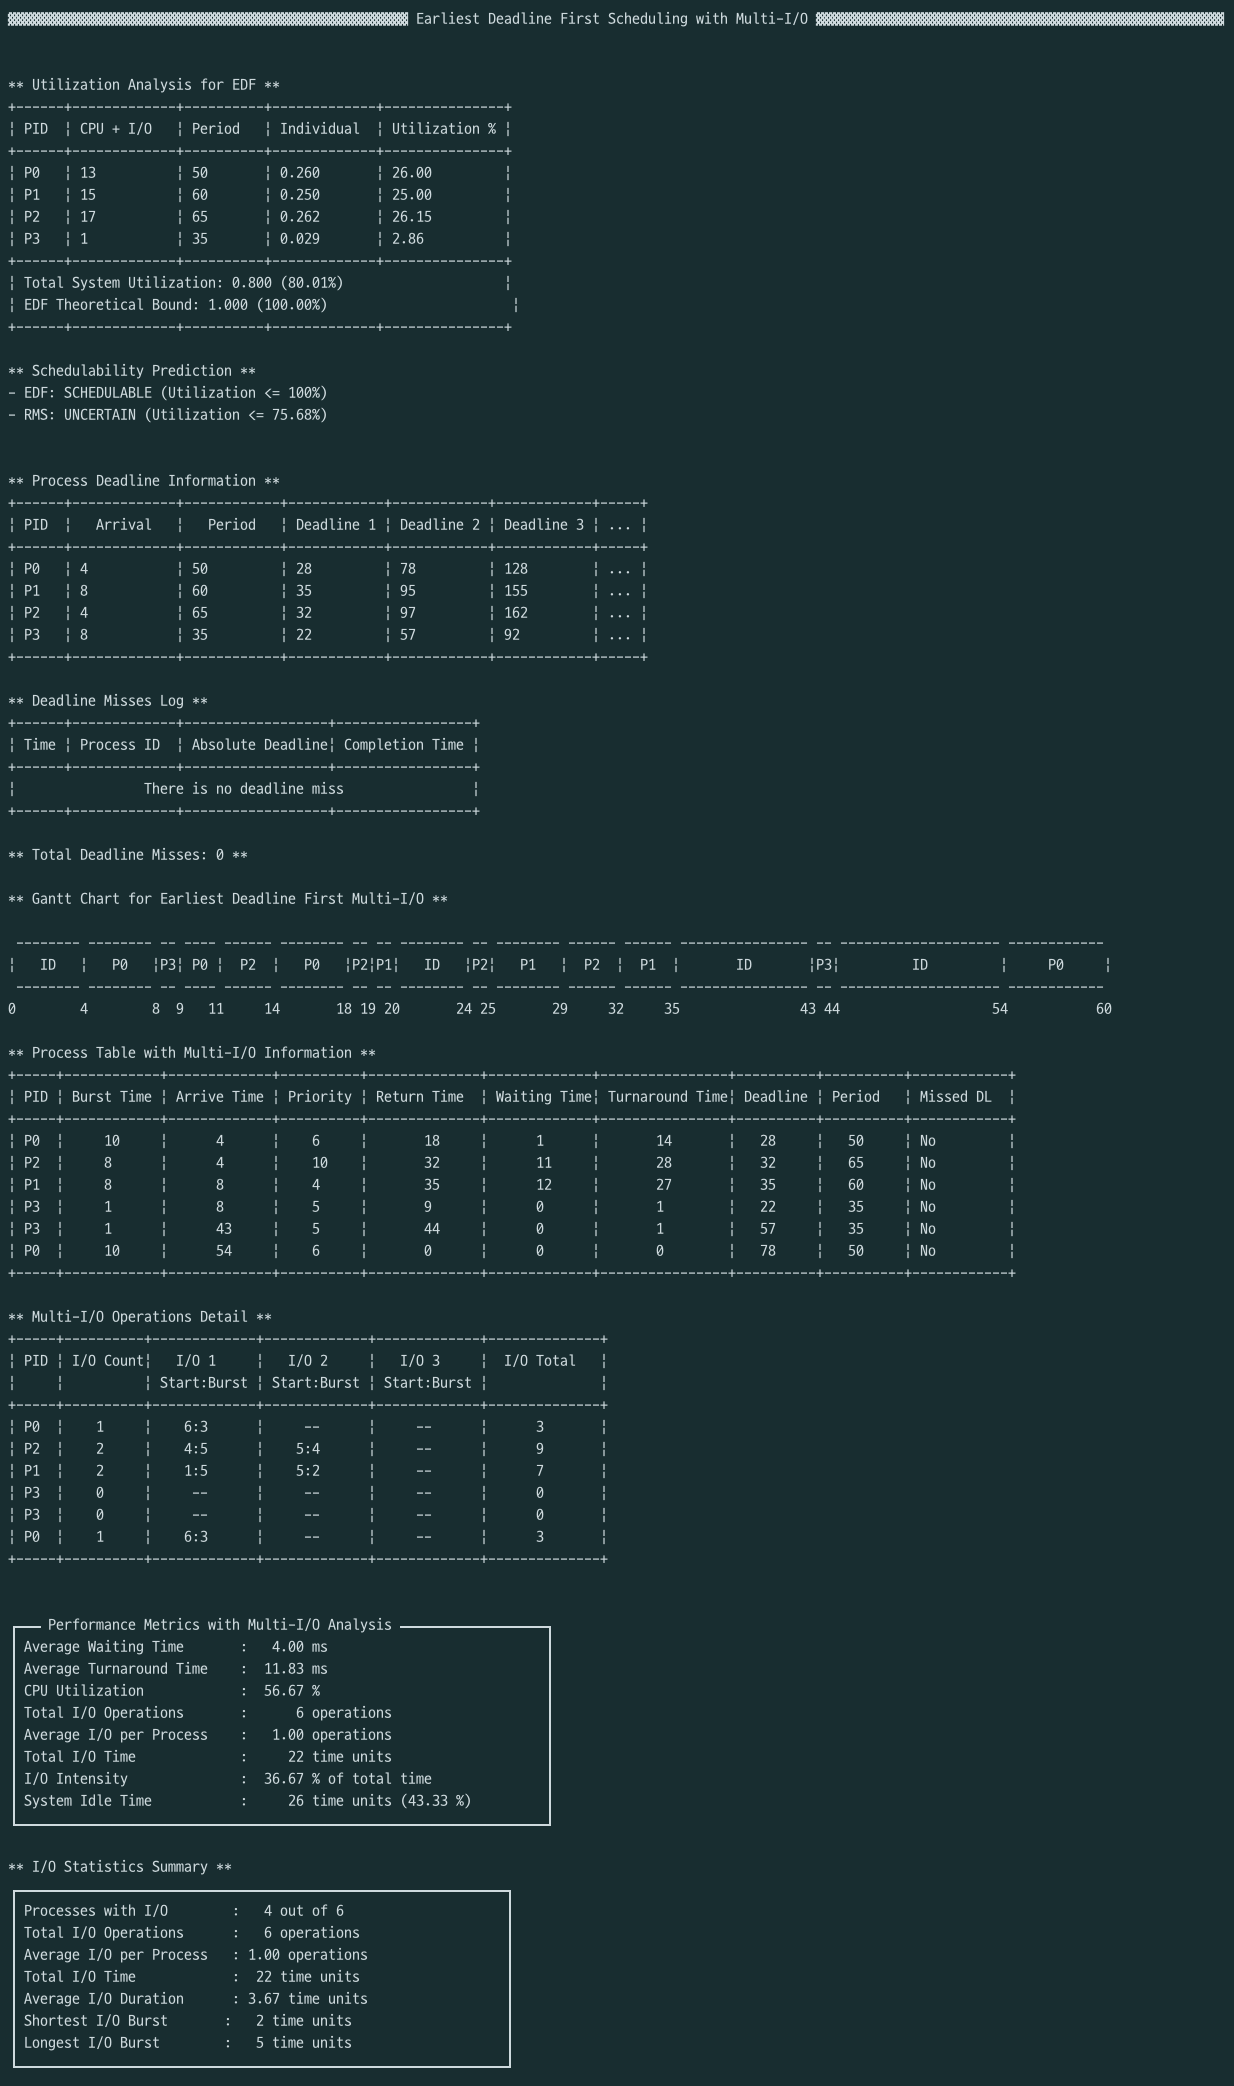 ▒▒▒▒▒▒▒▒▒▒▒▒▒▒▒▒▒▒▒▒▒▒▒▒▒▒▒▒▒▒▒▒▒▒▒▒▒▒▒▒▒▒▒▒▒▒▒▒▒▒ Earliest Deadline First Scheduling with Multi-I/O ▒▒▒▒▒▒▒▒▒▒▒▒▒▒▒▒▒▒▒▒▒▒▒▒▒▒▒▒▒▒▒▒▒▒▒▒▒▒▒▒▒▒▒▒▒▒▒▒▒▒▒
** Utilization Analysis for EDF **
¦ PID  ¦ CPU + I/O   ¦ Period   ¦ Individual  ¦ Utilization % ¦
¦ P0   ¦ 13          ¦ 50       ¦ 0.260       ¦ 26.00         ¦
¦ P1   ¦ 15          ¦ 60       ¦ 0.250       ¦ 25.00         ¦
¦ P2   ¦ 17          ¦ 65       ¦ 0.262       ¦ 26.15         ¦
¦ P3   ¦ 1           ¦ 35       ¦ 0.029       ¦ 2.86          ¦
¦ Total System Utilization: 0.800 (80.01%)                    ¦
¦ EDF Theoretical Bound: 1.000 (100.00%)                       ¦
** Schedulability Prediction **
- EDF: SCHEDULABLE (Utilization <= 100%)
- RMS: UNCERTAIN (Utilization <= 75.68%)
** Process Deadline Information **
¦ PID  ¦   Arrival   ¦   Period   ¦ Deadline 1 ¦ Deadline 2 ¦ Deadline 3 ¦ ... ¦
¦ P0   ¦ 4           ¦ 50         ¦ 28         ¦ 78         ¦ 128        ¦ ... ¦
¦ P1   ¦ 8           ¦ 60         ¦ 35         ¦ 95         ¦ 155        ¦ ... ¦
¦ P2   ¦ 4           ¦ 65         ¦ 32         ¦ 97         ¦ 162        ¦ ... ¦
¦ P3   ¦ 8           ¦ 35         ¦ 22         ¦ 57         ¦ 92         ¦ ... ¦
** Deadline Misses Log **
¦ Time ¦ Process ID  ¦ Absolute Deadline¦ Completion Time ¦
¦                There is no deadline miss                ¦
** Total Deadline Misses: 0 **
** Gantt Chart for Earliest Deadline First Multi-I/O **
¦   ID   ¦   P0   ¦P3¦ P0 ¦  P2  ¦   P0   ¦P2¦P1¦   ID   ¦P2¦   P1   ¦  P2  ¦  P1  ¦       ID       ¦P3¦         ID         ¦     P0     ¦
0        4        8  9   11     14       18 19 20       24 25       29     32     35               43 44                   54           60
** Process Table with Multi-I/O Information **
¦ PID ¦ Burst Time ¦ Arrive Time ¦ Priority ¦ Return Time  ¦ Waiting Time¦ Turnaround Time¦ Deadline ¦ Period   ¦ Missed DL  ¦
¦ P0  ¦     10     ¦      4      ¦    6     ¦       18     ¦      1      ¦       14       ¦   28     ¦   50     ¦ No         ¦
¦ P2  ¦     8      ¦      4      ¦    10    ¦       32     ¦      11     ¦       28       ¦   32     ¦   65     ¦ No         ¦
¦ P1  ¦     8      ¦      8      ¦    4     ¦       35     ¦      12     ¦       27       ¦   35     ¦   60     ¦ No         ¦
¦ P3  ¦     1      ¦      8      ¦    5     ¦       9      ¦      0      ¦       1        ¦   22     ¦   35     ¦ No         ¦
¦ P3  ¦     1      ¦      43     ¦    5     ¦       44     ¦      0      ¦       1        ¦   57     ¦   35     ¦ No         ¦
¦ P0  ¦     10     ¦      54     ¦    6     ¦       0      ¦      0      ¦       0        ¦   78     ¦   50     ¦ No         ¦
** Multi-I/O Operations Detail **
¦ PID ¦ I/O Count¦   I/O 1     ¦   I/O 2     ¦   I/O 3     ¦  I/O Total   ¦
¦     ¦          ¦ Start:Burst ¦ Start:Burst ¦ Start:Burst ¦              ¦
¦ P0  ¦    1     ¦    6:3      ¦     --      ¦     --      ¦      3       ¦
¦ P2  ¦    2     ¦    4:5      ¦    5:4      ¦     --      ¦      9       ¦
¦ P1  ¦    2     ¦    1:5      ¦    5:2      ¦     --      ¦      7       ¦
¦ P3  ¦    0     ¦     --      ¦     --      ¦     --      ¦      0       ¦
¦ P3  ¦    0     ¦     --      ¦     --      ¦     --      ¦      0       ¦
¦ P0  ¦    1     ¦    6:3      ¦     --      ¦     --      ¦      3       ¦
Performance Metrics with Multi-I/O Analysis
Average Waiting Time       :   4.00 ms
Average Turnaround Time    :  11.83 ms
CPU Utilization            :  56.67 %
Total I/O Operations       :      6 operations
Average I/O per Process    :   1.00 operations
Total I/O Time             :     22 time units
I/O Intensity              :  36.67 % of total time
System Idle Time           :     26 time units (43.33 %)
** I/O Statistics Summary **
Processes with I/O        :   4 out of 6
Total I/O Operations      :   6 operations
Average I/O per Process   : 1.00 operations
Total I/O Time            :  22 time units
Average I/O Duration      : 3.67 time units
Shortest I/O Burst       :   2 time units
Longest I/O Burst        :   5 time units